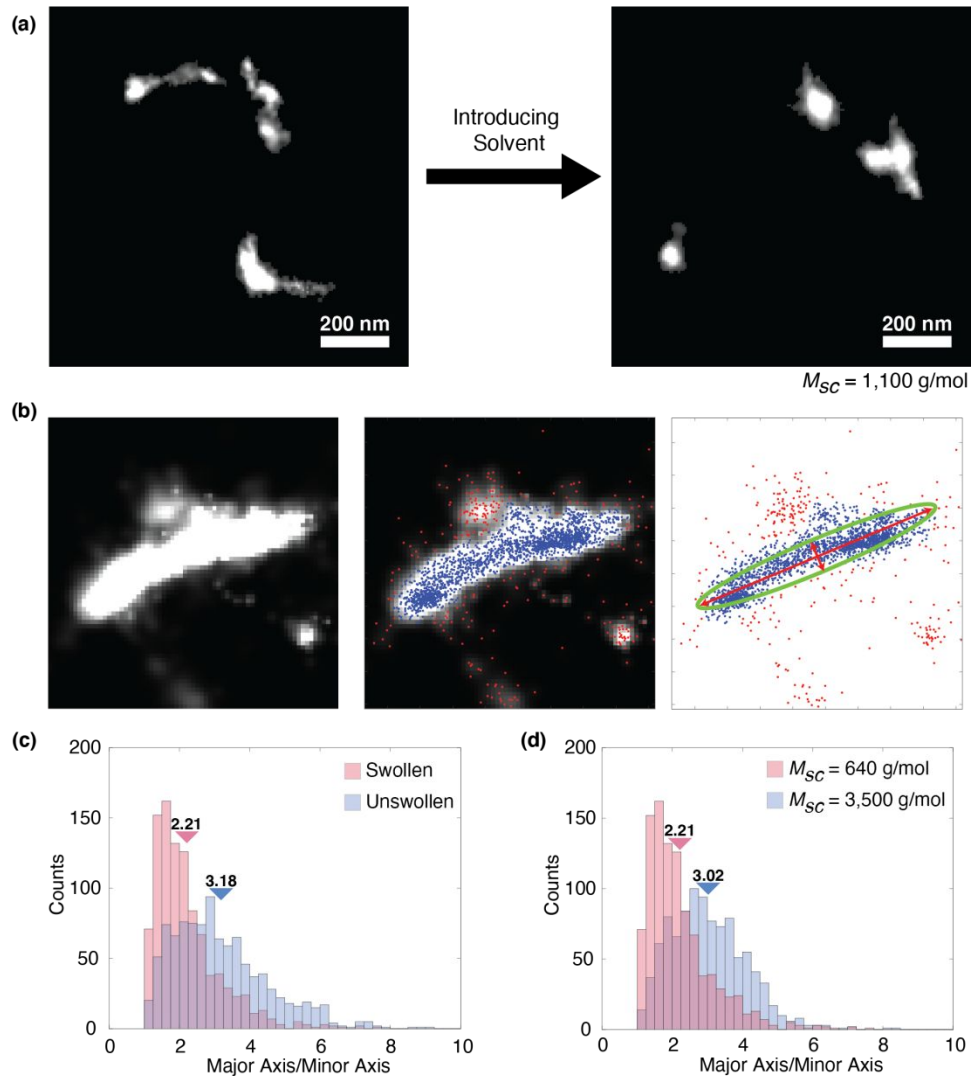 (a)
Introducing
Solvent
200 nm
200 nm
M_SC = 1,100 g/mol
(b)
(c)
200
150
100
50
0
Counts
Swollen
Unswollen
2.21
3.18
0 2 4 6 8 10
Major Axis/Minor Axis
(d)
200
150
100
50
0
Counts
M_SC = 640 g/mol
M_SC = 3,500 g/mol
2.21
3.02
0 2 4 6 8 10
Major Axis/Minor Axis